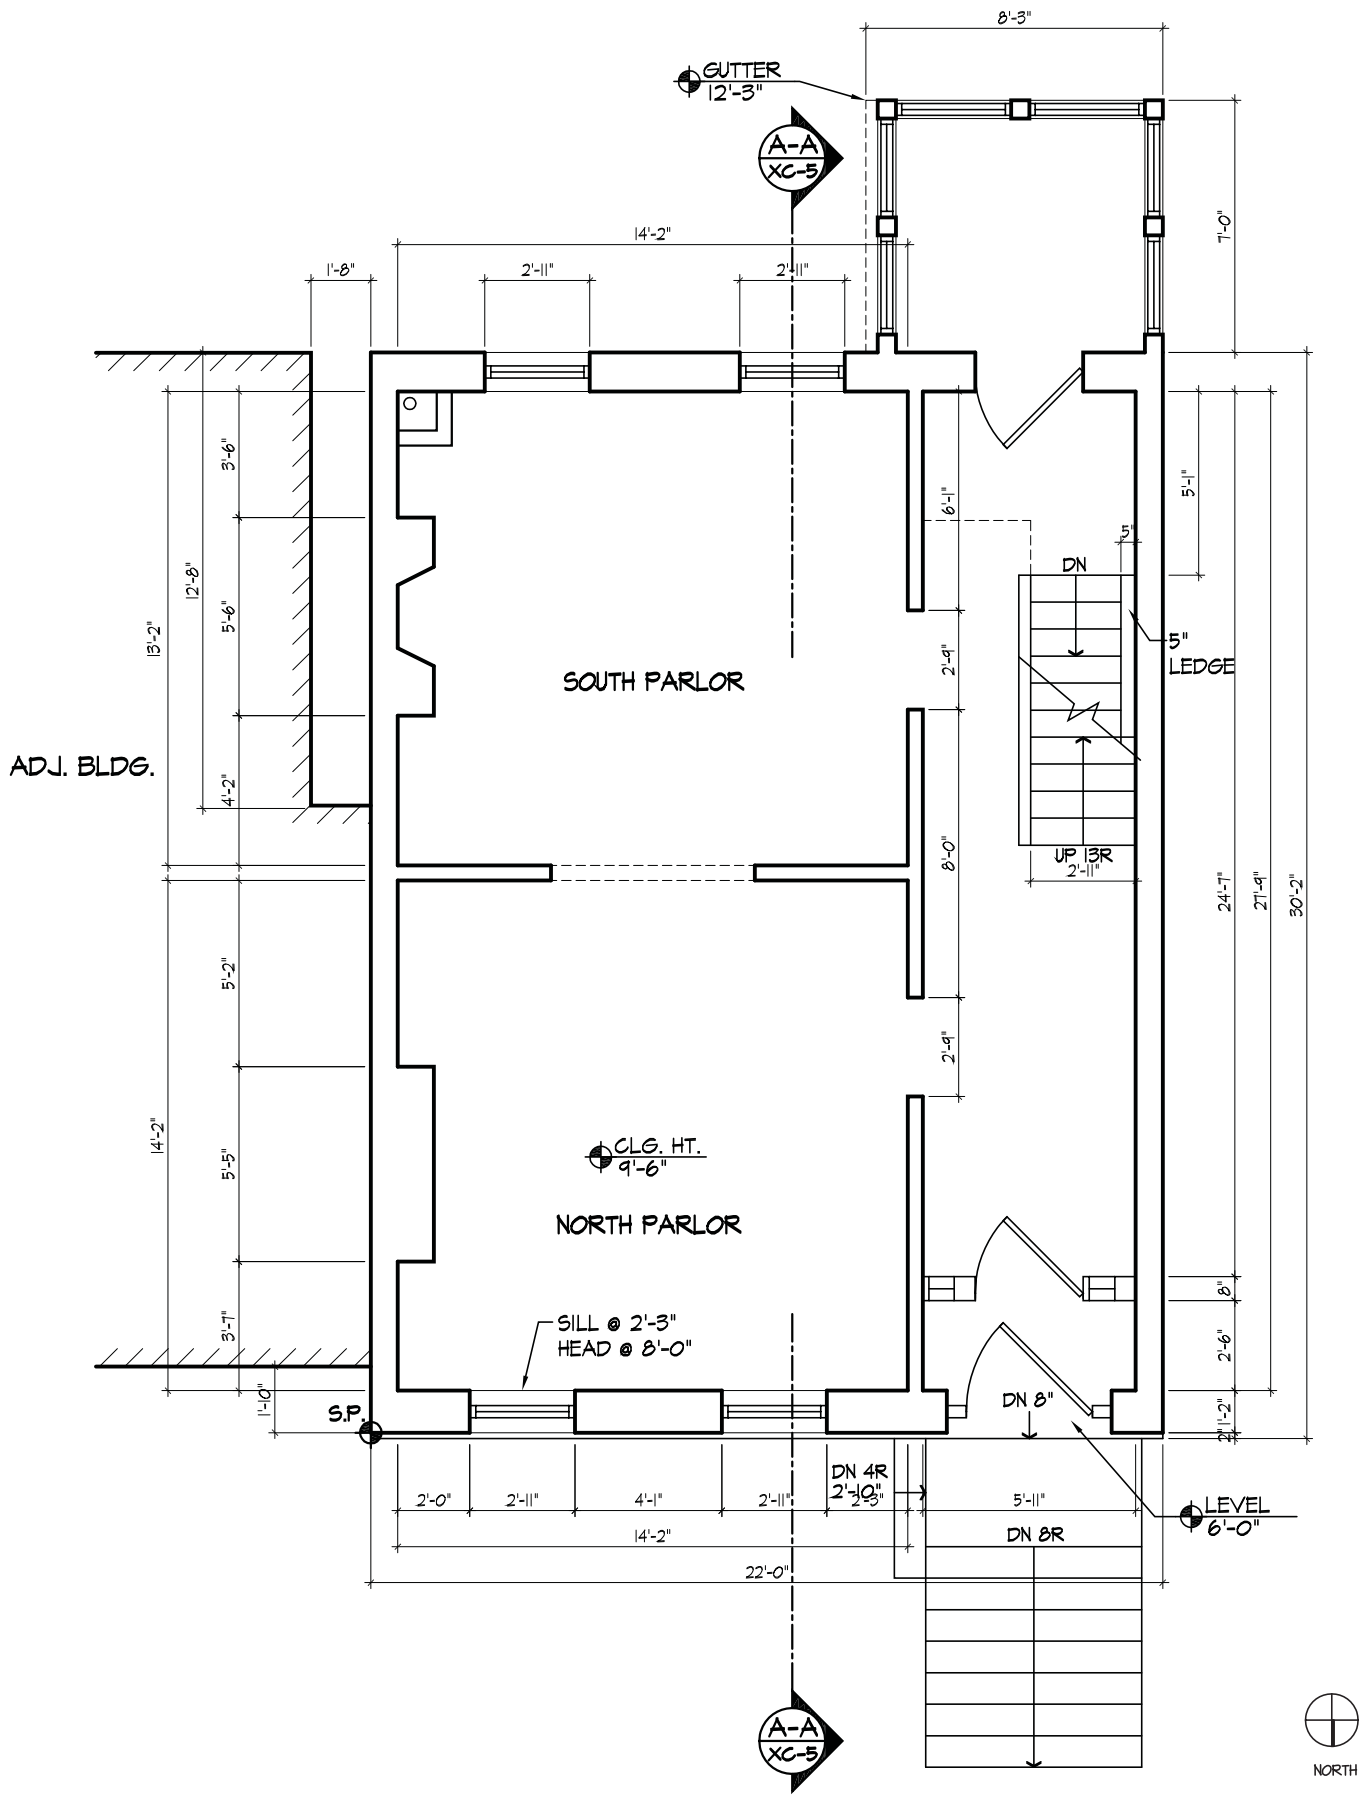 8'-3"
GUTTER
12'-3"
A-A
XC-5
7'-0"
14'-2"
1'-8"
2'-11"
2'-11"
3'-6"
6'-1"
5'-1"
5"
DN
12'-8"
5'-6"
13'-2"
2'-9"
5"
LEDGE
SOUTH PARLOR
ADJ. BLDG.
4'-2"
8'-0"
UP 13R
2'-11"
24'-7"
27'-9"
30'-2"
5'-2"
2'-9"
14'-2"
5'-5"
CLG. HT.
9'-6"
NORTH PARLOR
8"
SILL @ 2'-3"
HEAD @ 8'-0"
3'-7"
2'-6"
1'-10"
S.P.
DN 8"
1'-2"
2"
DN 4R
2'-10"
2'-0"
2'-11"
4'-1"
2'-11"
2'-3"
5'-11"
LEVEL
6'-0"
14'-2"
DN 8R
22'-0"
A-A
XC-5
NORTH